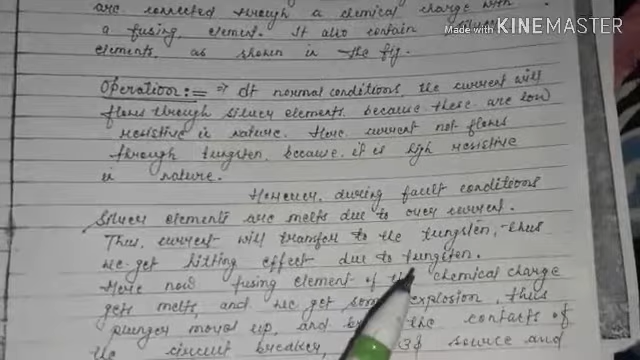 are connected through a chemical charge with
Made with KINEMASTER
a fusing element. It also contain silver
elements, as shown in the fig.
Operation:= → At normal conditions, the current will
flows through silver elements, because these are low
resistive in nature. Here current not flows
through tungsten, because, it is high resistive
in nature.
However, during fault conditions
silver elements are melts due to over current.
Thus, current will transfer to the tungsten, thus
we get hitting effect due to tungsten.
Here now fusing element of the chemical charge
gets melts, and we get some explosion, thus
plunger moved up, and the contacts of
the circuit breaker, If source and